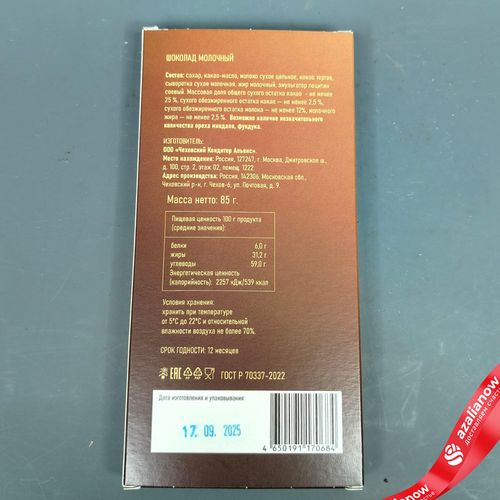 ШОКОЛАД МОЛОЧНЫЙ
Состав: сахар, какао-масло, молоко сухое цельное, какао тертое,
сыворотка сухая молочная, жир молочный, эмульгатор лецитин
соевый. Массовая доля общего сухого остатка какао - не менее
25 %, сухого обезжиренного остатка какао — не менее 2,5 %,
сухого обезжиренного остатка молока — не менее 12%, молочного
жира — не менее 2,5 %. Возможно наличие незначительного
количества ореха миндаля, фундука.
ИЗГОТОВИТЕЛЬ:
ООО «Чеховский Кондитер Альянс».
Место нахождения: Россия, 127247, г. Москва, Дмитровское ш.,
д. 100, стр. 2, этаж 02, помещ. 1222.
Адрес производства: Россия, 142306, Московская обл.,
Чеховский р-н, г. Чехов-6, ул. Почтовая, д. 9.
Масса нетто: 85 г.
Пищевая ценность 100 г продукта
(средние значения):
белки 6,0 г
жиры 31,2 г
углеводы 59,0 г
Энергетическая ценность
(калорийность): 2257 кДж/539 ккал
Условия хранения:
хранить при температуре
от 5°С до 22°С и относительной
влажности воздуха не более 70%.
СРОК ГОДНОСТИ: 12 месяцев
EAC ГОСТ Р 70337-2022
Дата изготовления и упаковывания:
17. 09. 2025
4 650191 170684
azalianow
доставляем счастье